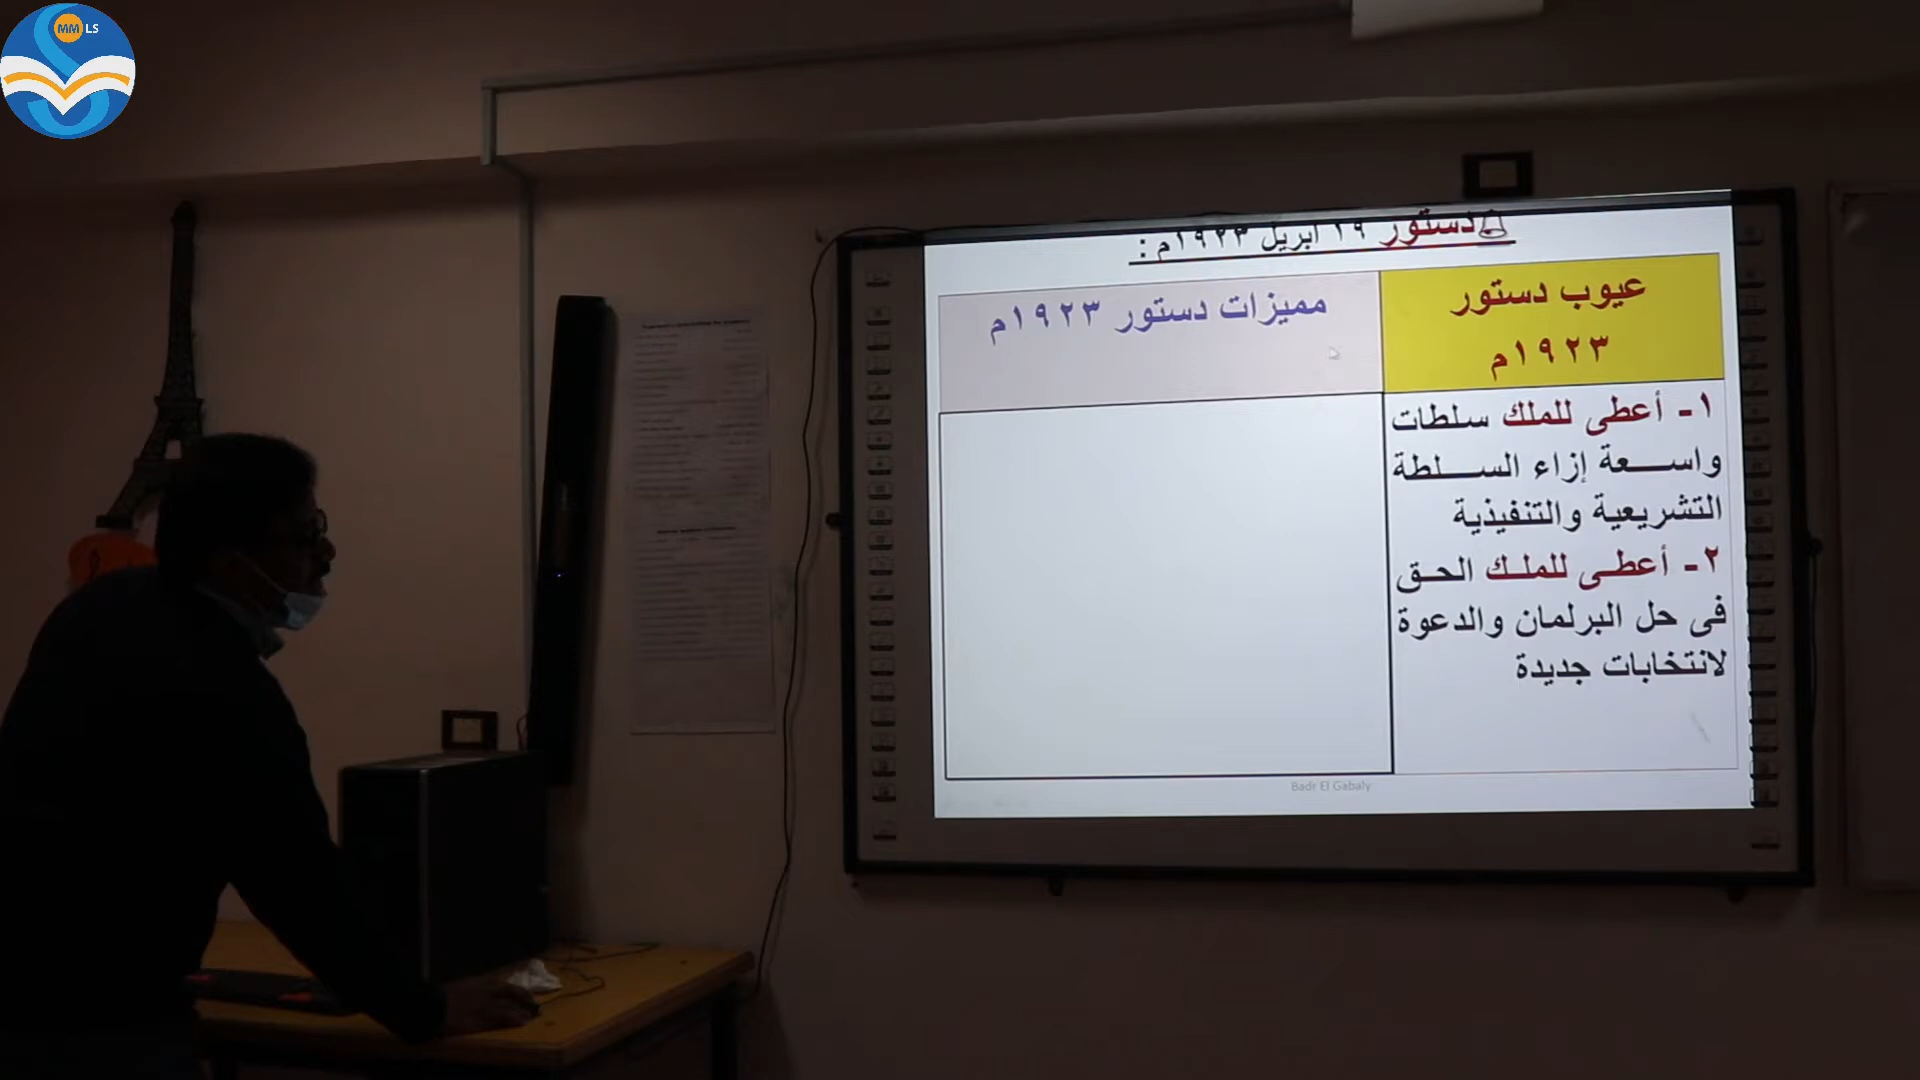 MM LS
دستور ١٩ ابريل ١٩٢٣م :
عيوب دستور
١٩٢٣م
مميزات دستور ١٩٢٣م
١- أعطى للملك سلطات
واسعة إزاء السلطة
التشريعية والتنفيذية
٢- أعطى للملك الحق
فى حل البرلمان والدعوة
لانتخابات جديدة
Badr El Gabaly